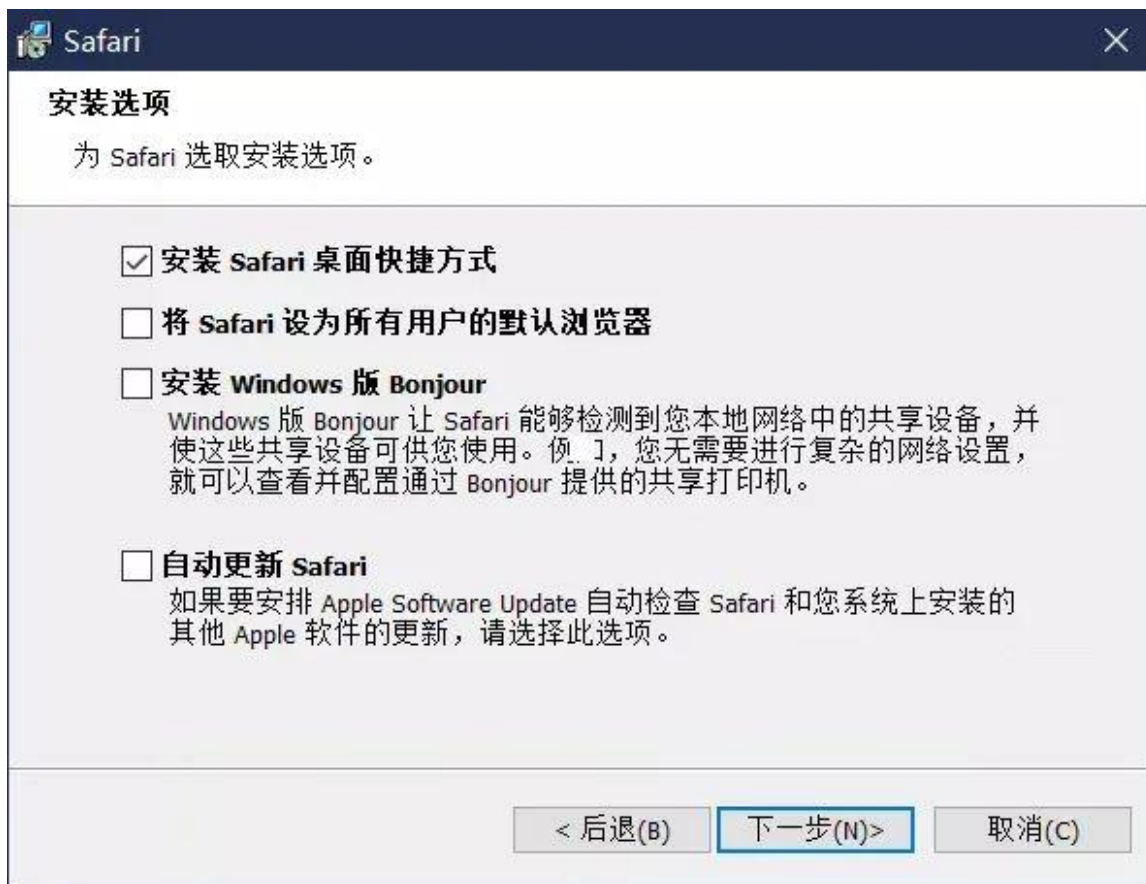 Safari
安装选项
为 Safari 选取安装选项。
安装 Safari 桌面快捷方式
将 Safari 设为所有用户的默认浏览器
安装 Windows 版 Bonjour
Windows 版 Bonjour 让 Safari 能够检测到您本地网络中的共享设备，并
使这些共享设备可供您使用。例，您无需要进行复杂的网络设置，
就可以查看并配置通过 Bonjour 提供的共享打印机。
自动更新 Safari
如果要安排 Apple Software Update 自动检查 Safari 和您系统上安装的
其他 Apple 软件的更新，请选择此选项。
< 后退(B) 下一步(N)> 取消(C)